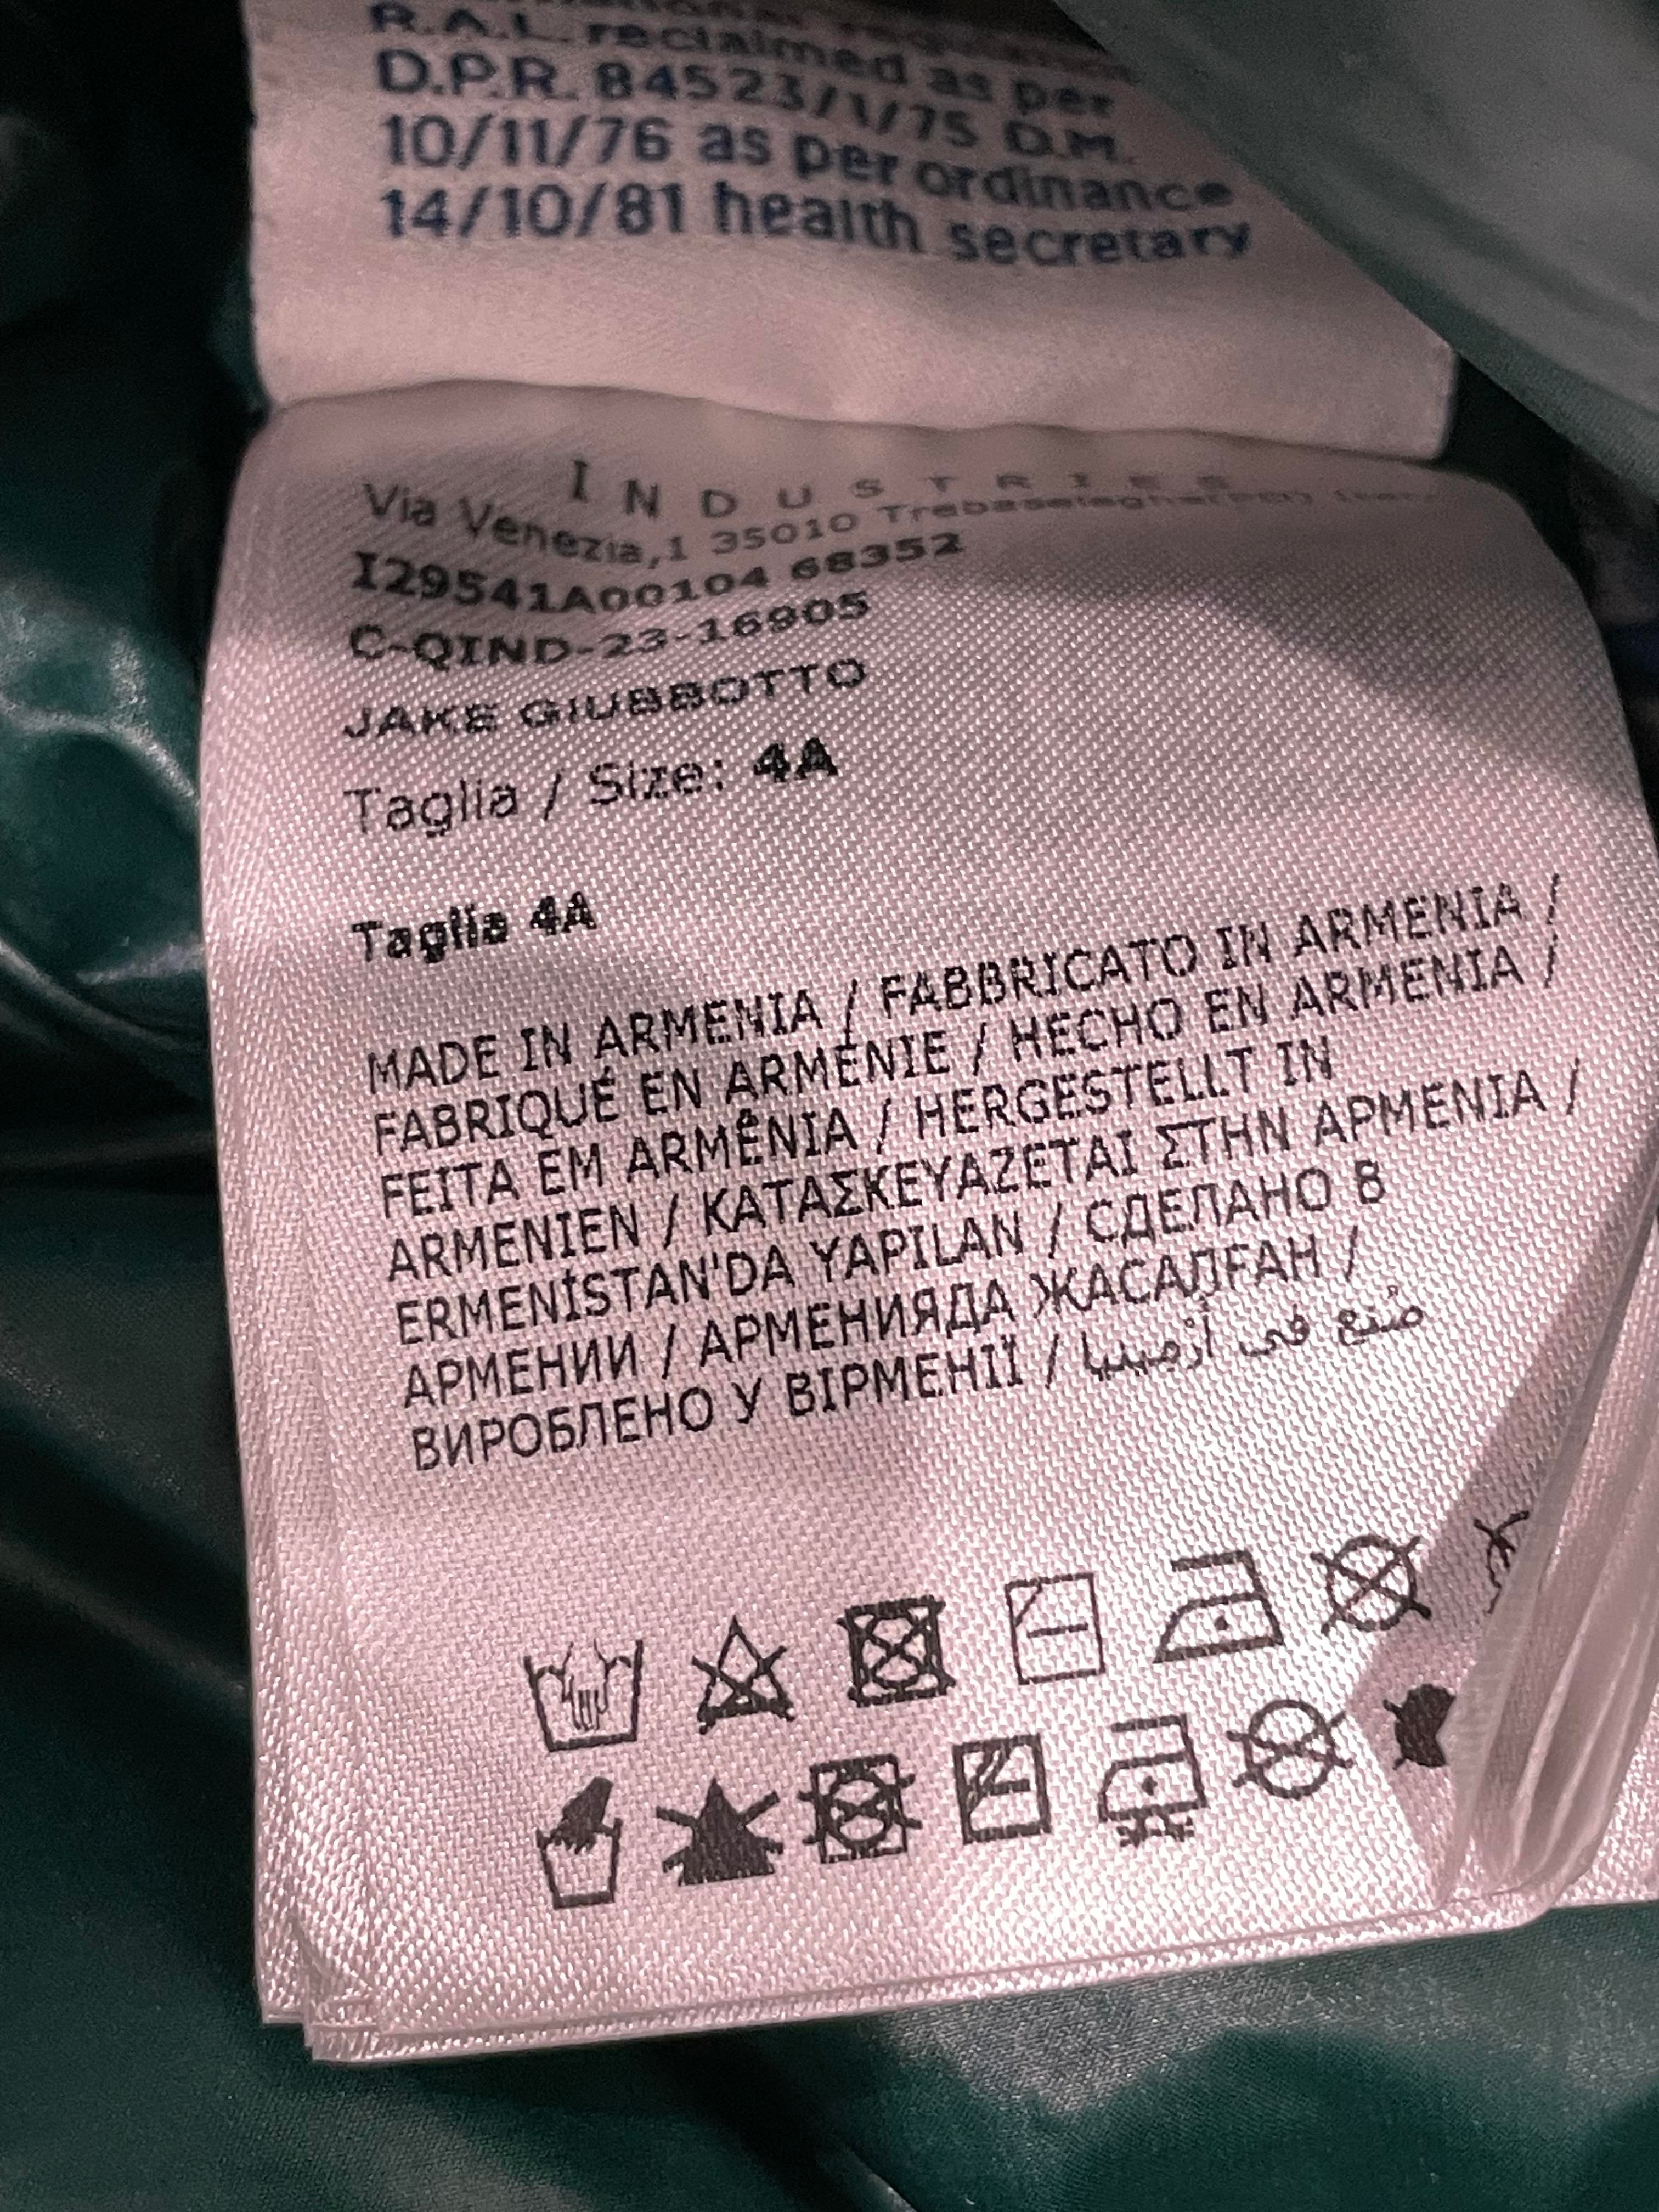 R.A.L. reclaimed as per
D.P.R. 84523/1/75 D.M.
10/11/76 as per ordinance
14/10/81 health secretary
INDUSTRIES
Via Venezia,1 35010 Trebaseleghe(PD)
I29541A00104 68352
C-QIND-23-16905
JAKE GIUBBOTTO
Taglia / Size: 4A
Taglia 4A
MADE IN ARMENIA / FABBRICATO IN ARMENIA /
FABRIQUÉ EN ARMÉNIE / HECHO EN ARMENIA /
FEITA EM ARMÊNIA / HERGESTELLT IN
ARMENIEN / ΚΑΤΑΣΚΕΥΑΖΕΤΑΙ ΣΤΗΝ ΑΡΜΕΝΙΑ /
ERMENİSTAN'DA YAPILAN / СДЕЛАНО В
АРМЕНИИ / АРМЕНИЯДА ЖАСАЛҒАН /
ВИРОБЛЕНО У ВІРМЕНІЇ / صُنع في أرمينيا